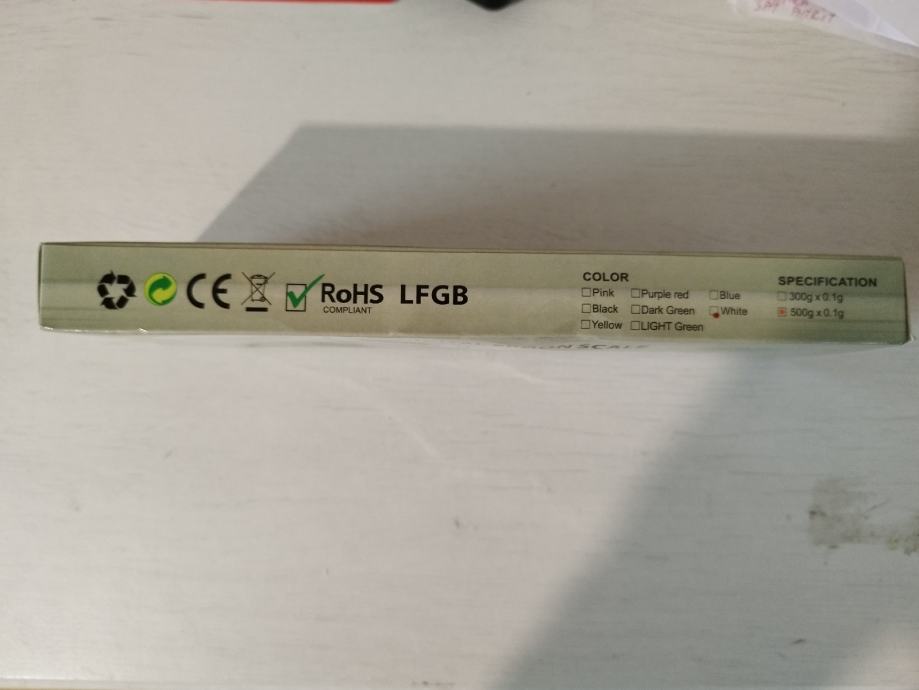 CE RoHS LFGB
COMPLIANT
COLOR
☐Pink ☐Purple red ☐Blue
☐Black ☐Dark Green ☐White
☐Yellow ☐LIGHT Green
SPECIFICATION
☐300g x 0.1g
☒500g x 0.1g
SCALE